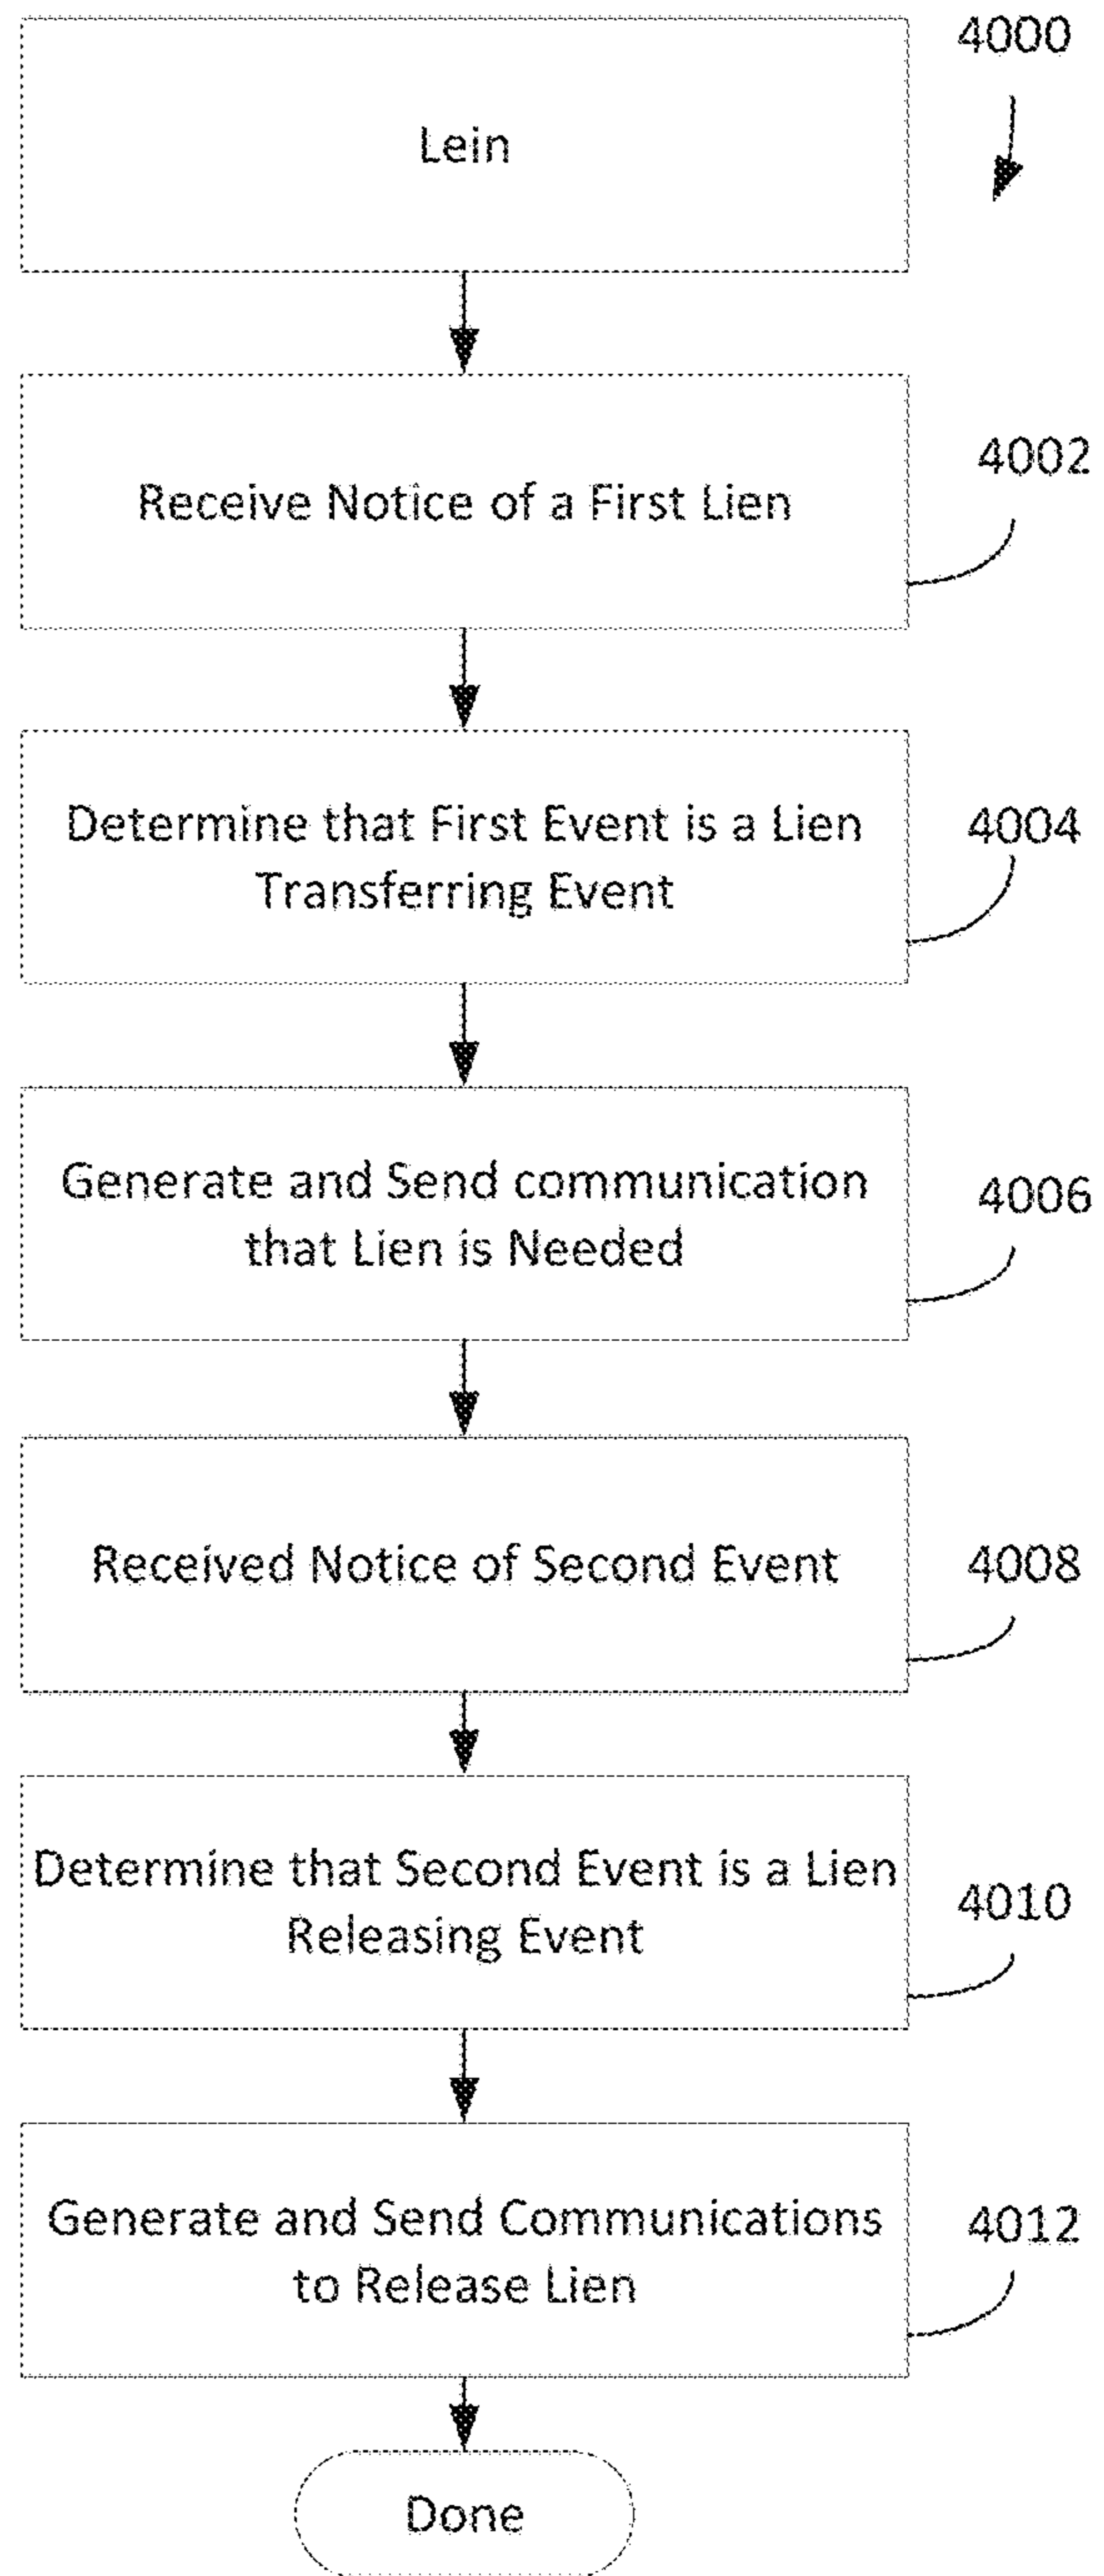 4000
Lein
Receive Notice of a First Lien
4002
Determine that First Event is a Lien
Transferring Event
4004
Generate and Send communication
that Lien is Needed
4006
Received Notice of Second Event
4008
Determine that Second Event is a Lien
Releasing Event
4010
Generate and Send Communications
to Release Lien
4012
Done